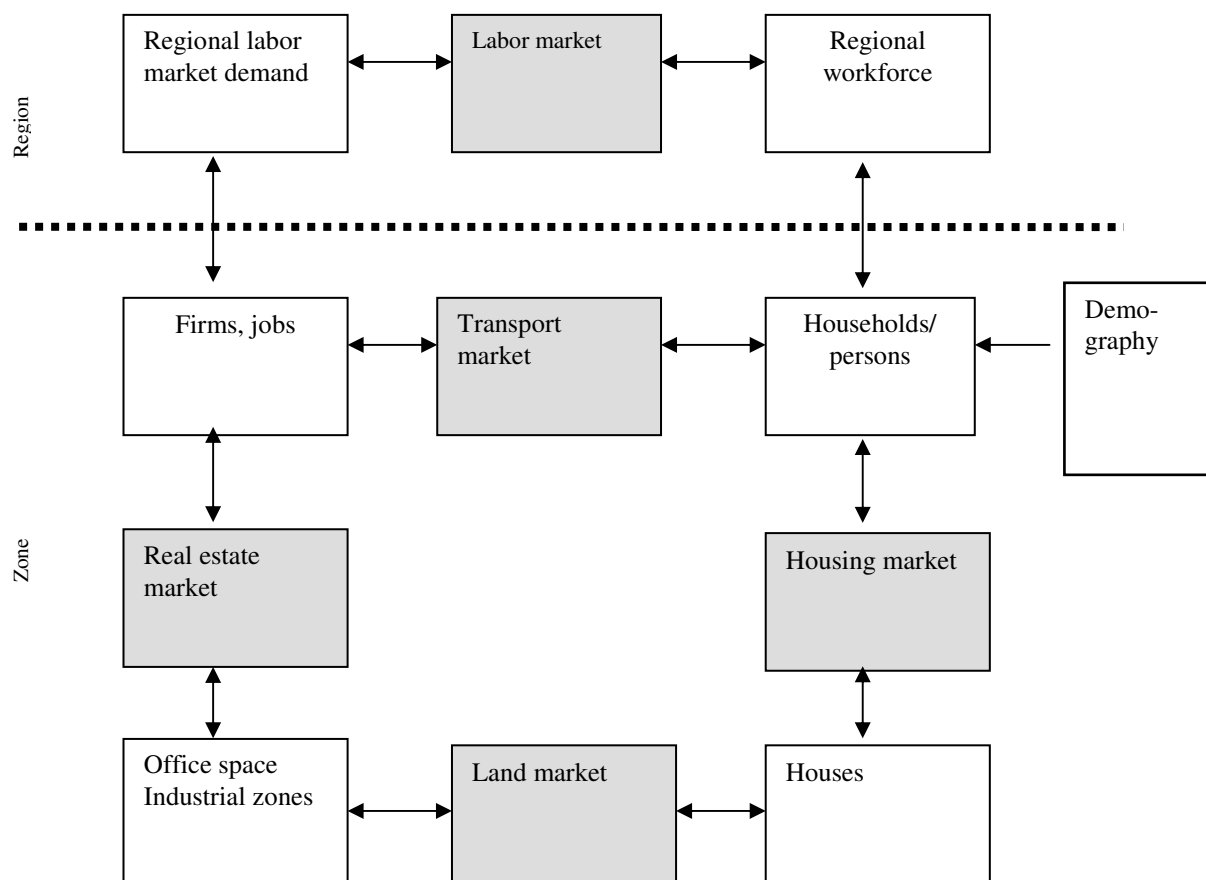 Regional labor
market demand
Labor market
Regional
workforce
Region
Firms, jobs
Transport
market
Households/
persons
Demo-
graphy
Zone
Real estate
market
Housing market
Office space
Industrial zones
Land market
Houses